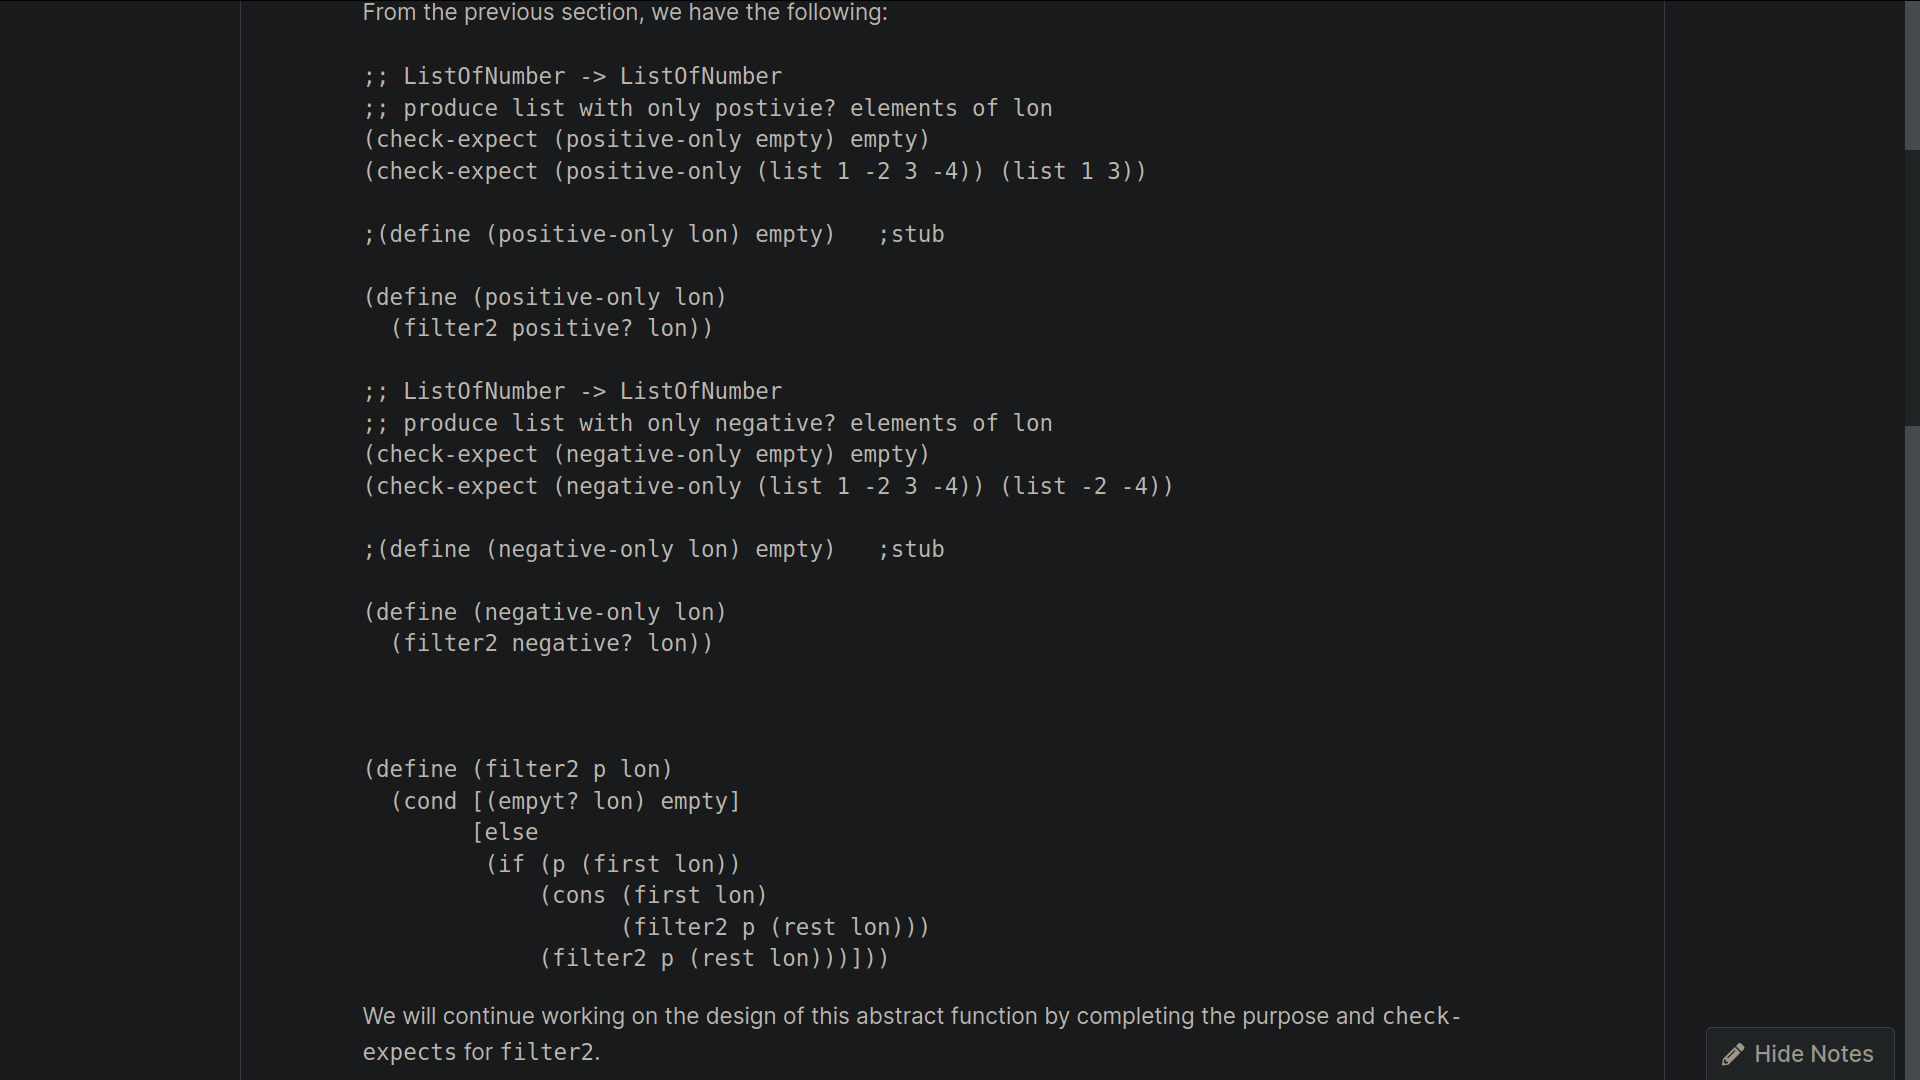 From the previous section, we have the following:
;; ListOfNumber -> ListOfNumber
;; produce list with only postivie? elements of lon
(check-expect (positive-only empty) empty)
(check-expect (positive-only (list 1 -2 3 -4)) (list 1 3))
;(define (positive-only lon) empty)   ;stub
(define (positive-only lon)
  (filter2 positive? lon))
;; ListOfNumber -> ListOfNumber
;; produce list with only negative? elements of lon
(check-expect (negative-only empty) empty)
(check-expect (negative-only (list 1 -2 3 -4)) (list -2 -4))
;(define (negative-only lon) empty)   ;stub
(define (negative-only lon)
  (filter2 negative? lon))
(define (filter2 p lon)
  (cond [(empyt? lon) empty]
        [else
         (if (p (first lon))
             (cons (first lon)
                   (filter2 p (rest lon)))
             (filter2 p (rest lon)))]))
We will continue working on the design of this abstract function by completing the purpose and check-
expects for filter2.
Hide Notes